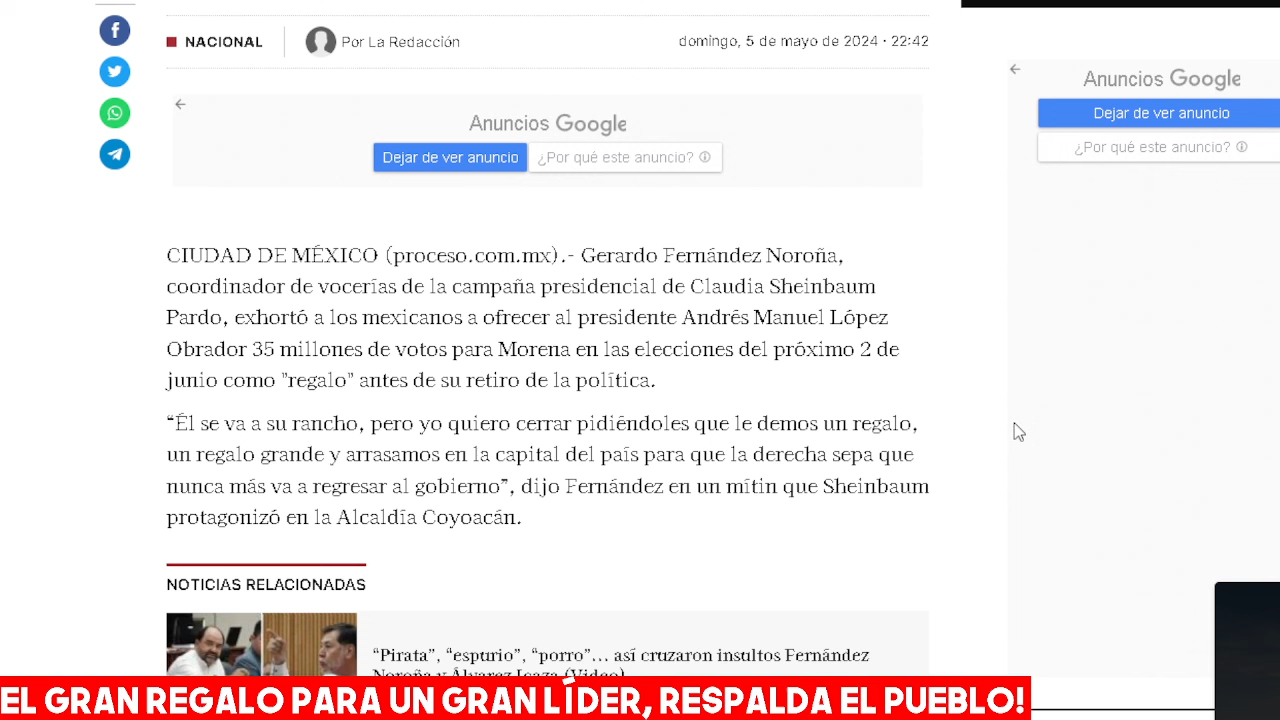 NACIONAL
Por La Redacción
domingo, 5 de mayo de 2024 · 22:42
Anuncios Google
Dejar de ver anuncio
¿Por qué este anuncio?
Anuncios Google
Dejar de ver anuncio
¿Por qué este anuncio?
CIUDAD DE MÉXICO (proceso.com.mx).- Gerardo Fernández Noroña,
coordinador de vocerías de la campaña presidencial de Claudia Sheinbaum
Pardo, exhortó a los mexicanos a ofrecer al presidente Andrés Manuel López
Obrador 35 millones de votos para Morena en las elecciones del próximo 2 de
junio como "regalo" antes de su retiro de la política.
“Él se va a su rancho, pero yo quiero cerrar pidiéndoles que le demos un regalo,
un regalo grande y arrasamos en la capital del país para que la derecha sepa que
nunca más va a regresar al gobierno”, dijo Fernández en un mítin que Sheinbaum
protagonizó en la Alcaldía Coyoacán.
NOTICIAS RELACIONADAS
“Pirata”, “espurio”, “porro”... así cruzaron insultos Fernández
Noroña y Álvarez Icaza (Video)
EL GRAN REGALO PARA UN GRAN LÍDER, RESPALDA EL PUEBLO!